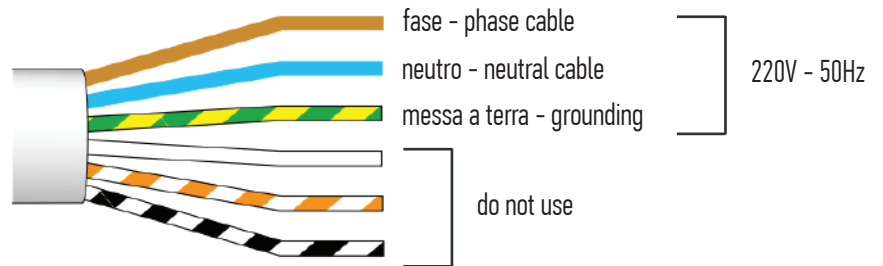 fase - phase cable
neutro - neutral cable
messa a terra - grounding
220V - 50Hz
do not use